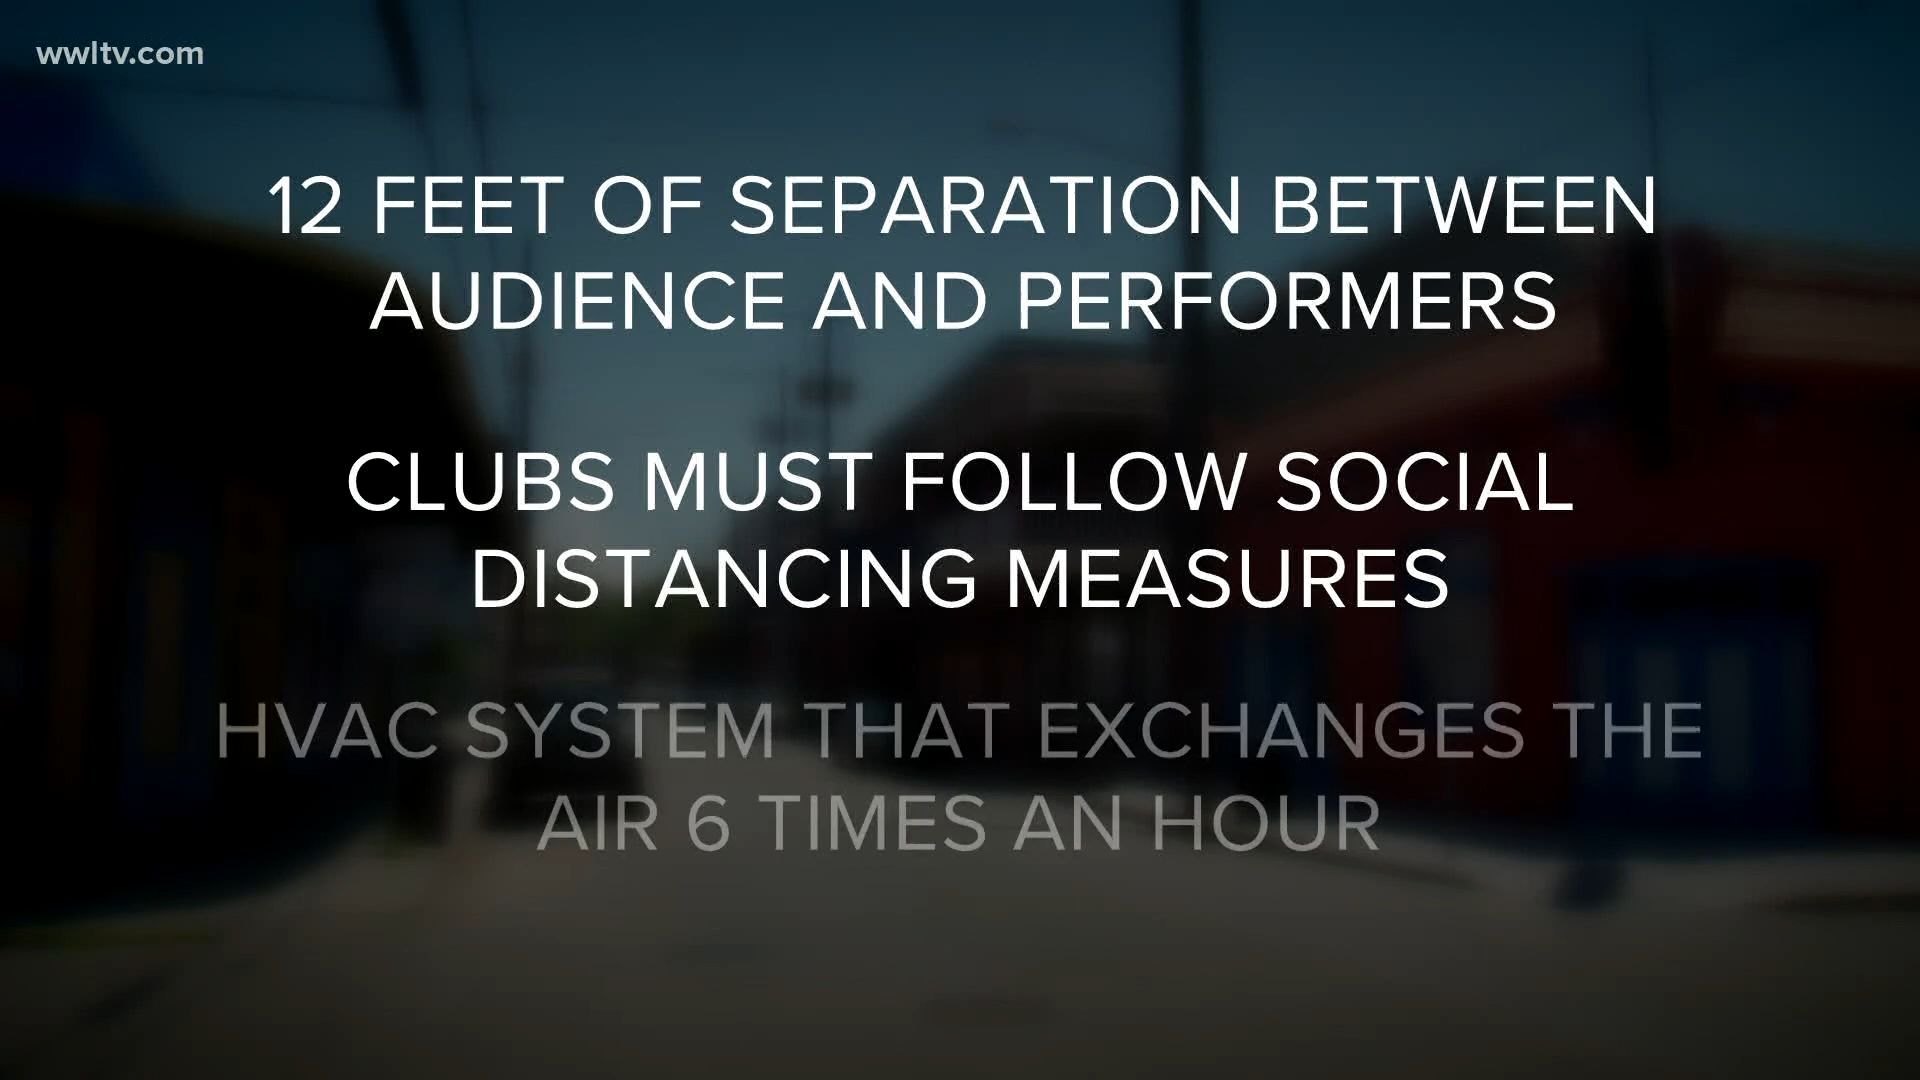 wwltv.com
12 FEET OF SEPARATION BETWEEN
AUDIENCE AND PERFORMERS
CLUBS MUST FOLLOW SOCIAL
DISTANCING MEASURES
HVAC SYSTEM THAT EXCHANGES THE
AIR 6 TIMES AN HOUR